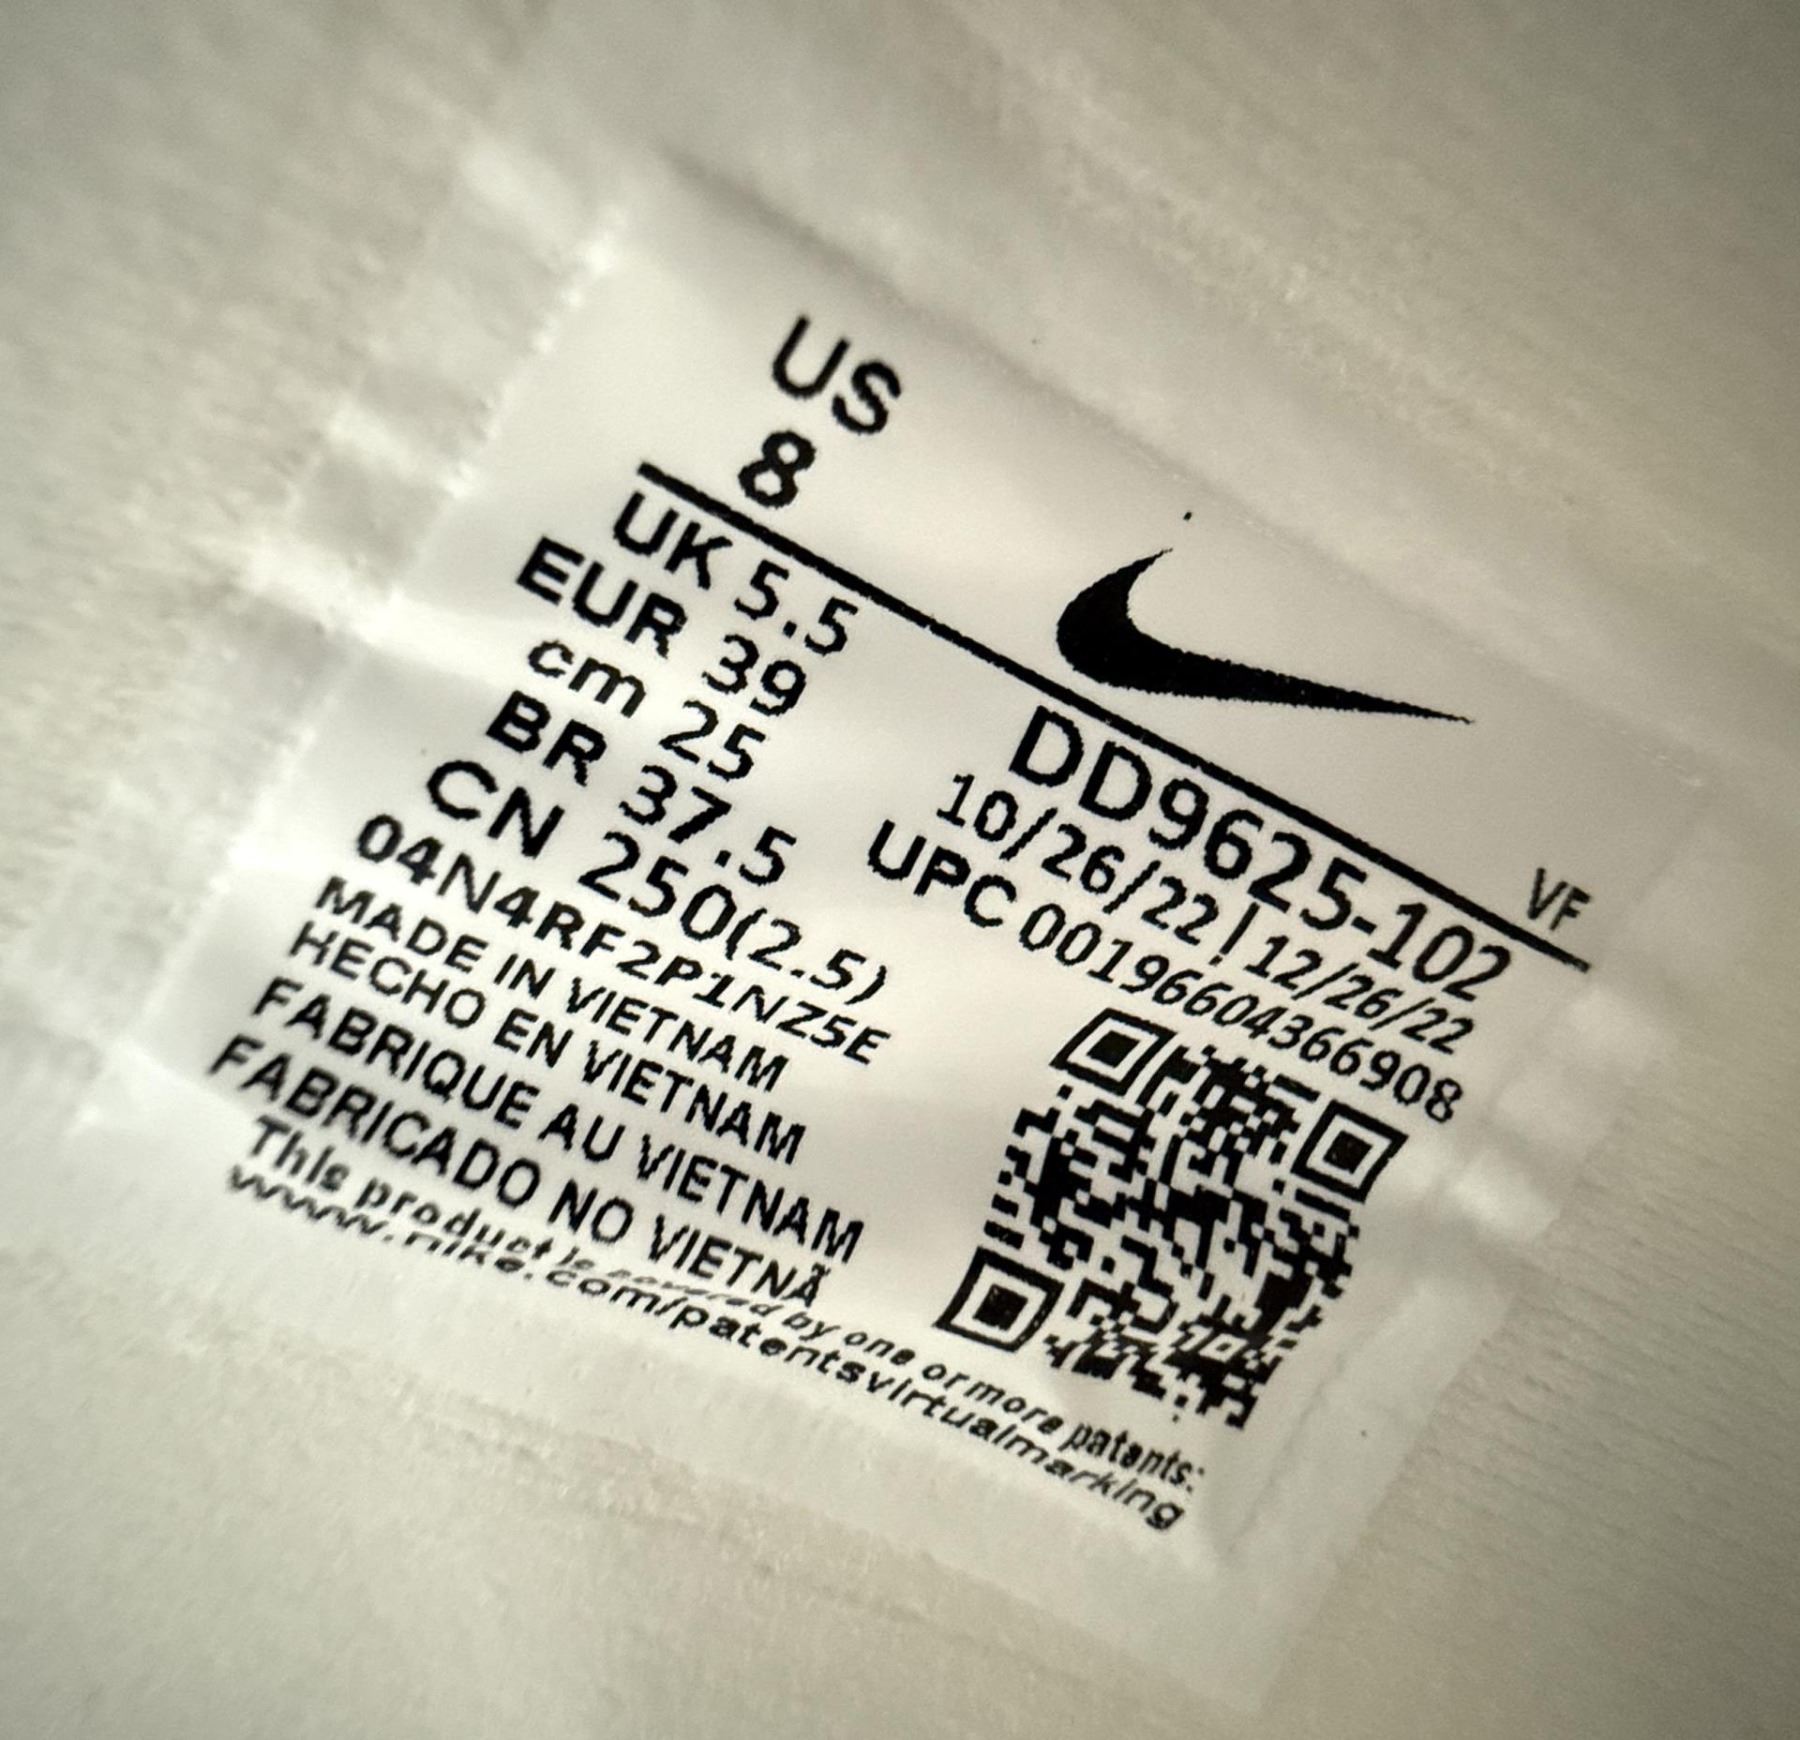 US
8
UK 5.5
EUR 39
cm 25
BR 37.5
CN 250(2.5)
04N4RF2P1NZ5E
MADE IN VIETNAM
HECHO EN VIETNAM
FABRIQUE AU VIETNAM
FABRICADO NO VIETNÃ
This product is covered by one or more patents:
www.nike.com/patentsvirtualmarking
VF
DD9625-102
10/26/22 | 12/26/22
UPC 00196604366908